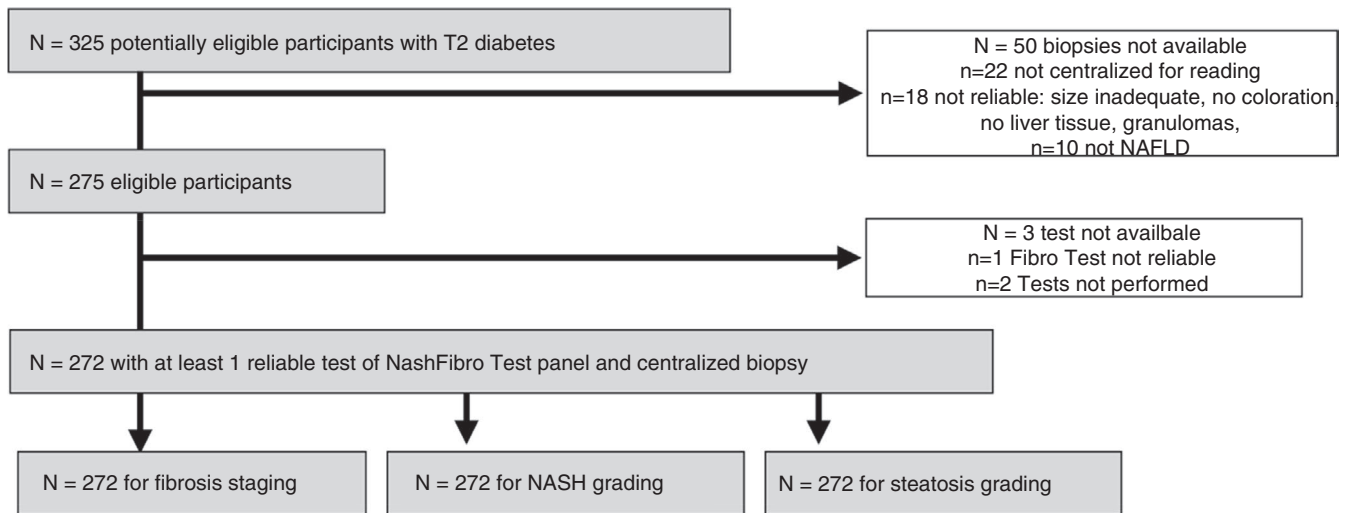 N = 325 potentially eligible participants with T2 diabetes
N = 50 biopsies not available
n=22 not centralized for reading
n=18 not reliable: size inadequate, no coloration,
no liver tissue, granulomas,
n=10 not NAFLD
N = 275 eligible participants
N = 3 test not availbale
n=1 Fibro Test not reliable
n=2 Tests not performed
N = 272 with at least 1 reliable test of NashFibro Test panel and centralized biopsy
N = 272 for fibrosis staging
N = 272 for NASH grading
N = 272 for steatosis grading